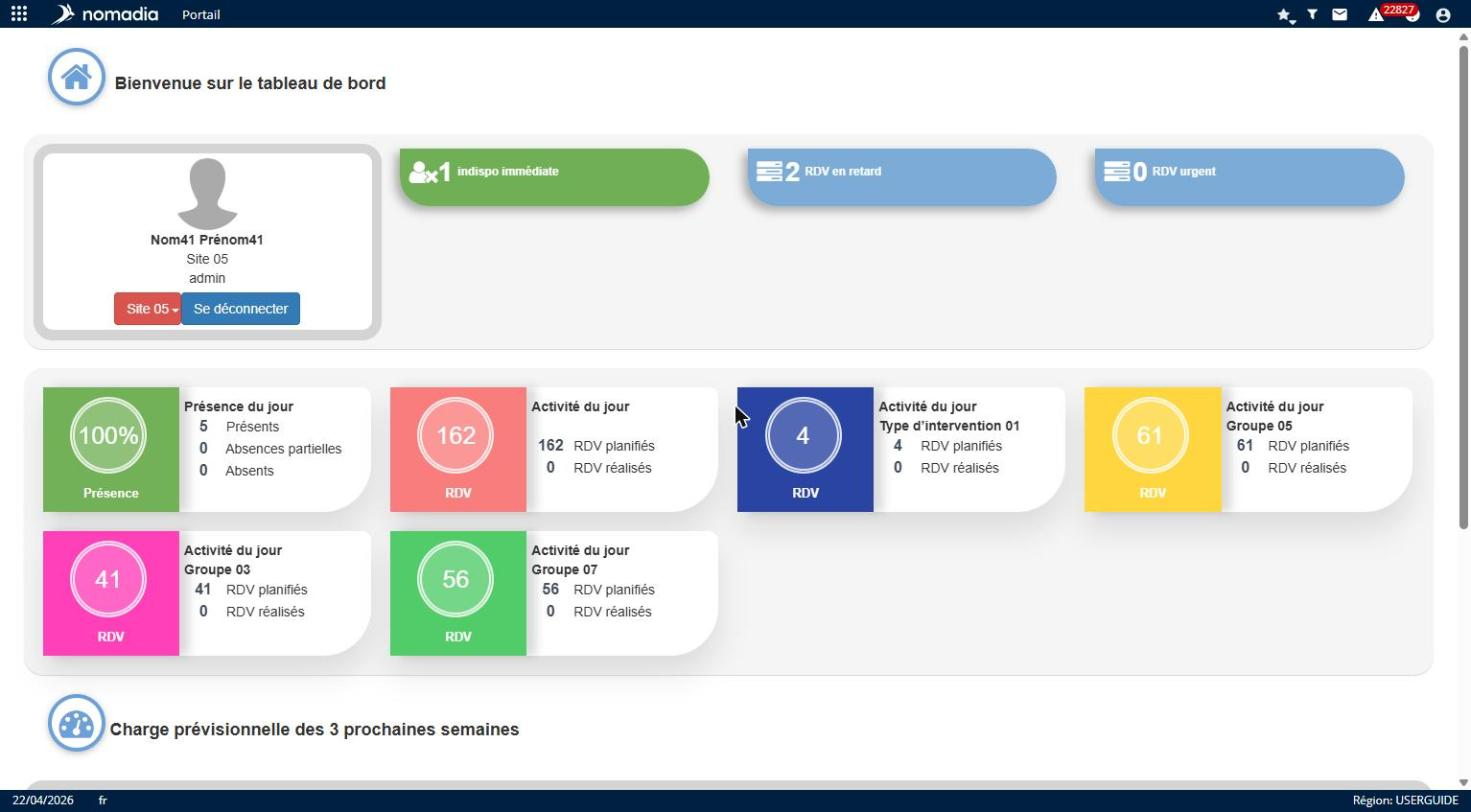 nomadia Portail 22827
Bienvenue sur le tableau de bord
Nom41 Prénom41
Site 05
admin
Site 05 Se déconnecter
1 indispo immédiate
2 RDV en retard
0 RDV urgent
100%
Présence
Présence du jour
5 Présents
0 Absences partielles
0 Absents
162
RDV
Activité du jour
162 RDV planifiés
0 RDV réalisés
4
RDV
Activité du jour
Type d'intervention 01
4 RDV planifiés
0 RDV réalisés
61
RDV
Activité du jour
Groupe 05
61 RDV planifiés
0 RDV réalisés
41
RDV
Activité du jour
Groupe 03
41 RDV planifiés
0 RDV réalisés
56
RDV
Activité du jour
Groupe 07
56 RDV planifiés
0 RDV réalisés
Charge prévisionnelle des 3 prochaines semaines
22/04/2026 fr Région: USERGUIDE